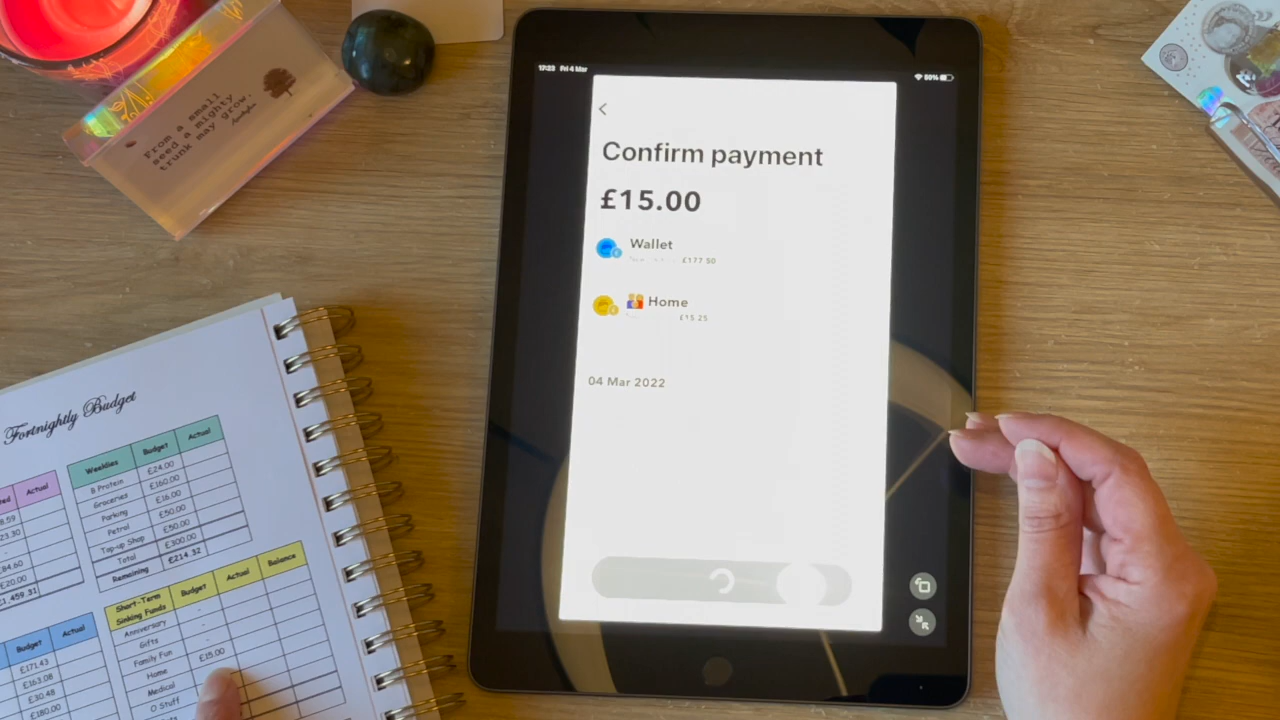 From a small
seed a mighty
trunk may grow.
Aeschylus
17:23 Fri 4 Mar
50%
Confirm payment
£15.00
Wallet
£177.50
Home
£15.25
04 Mar 2022
Fortnightly Budget
Actual
8.59
23.30
-
84.60
£20.00
£1,459.31
Weeklies Budget Actual
B Protein £24.00
Groceries £160.00
Parking £16.00
Petrol £50.00
Top-up Shop £50.00
Total £300.00
Remaining £214.32
Budget Actual
£171.43
£163.08
£30.48
£180.00
Short-Term
Sinking Funds Budget Actual Balance
Anniversary -
Gifts -
Family Fun -
Home £15.00
Medical
O Stuff